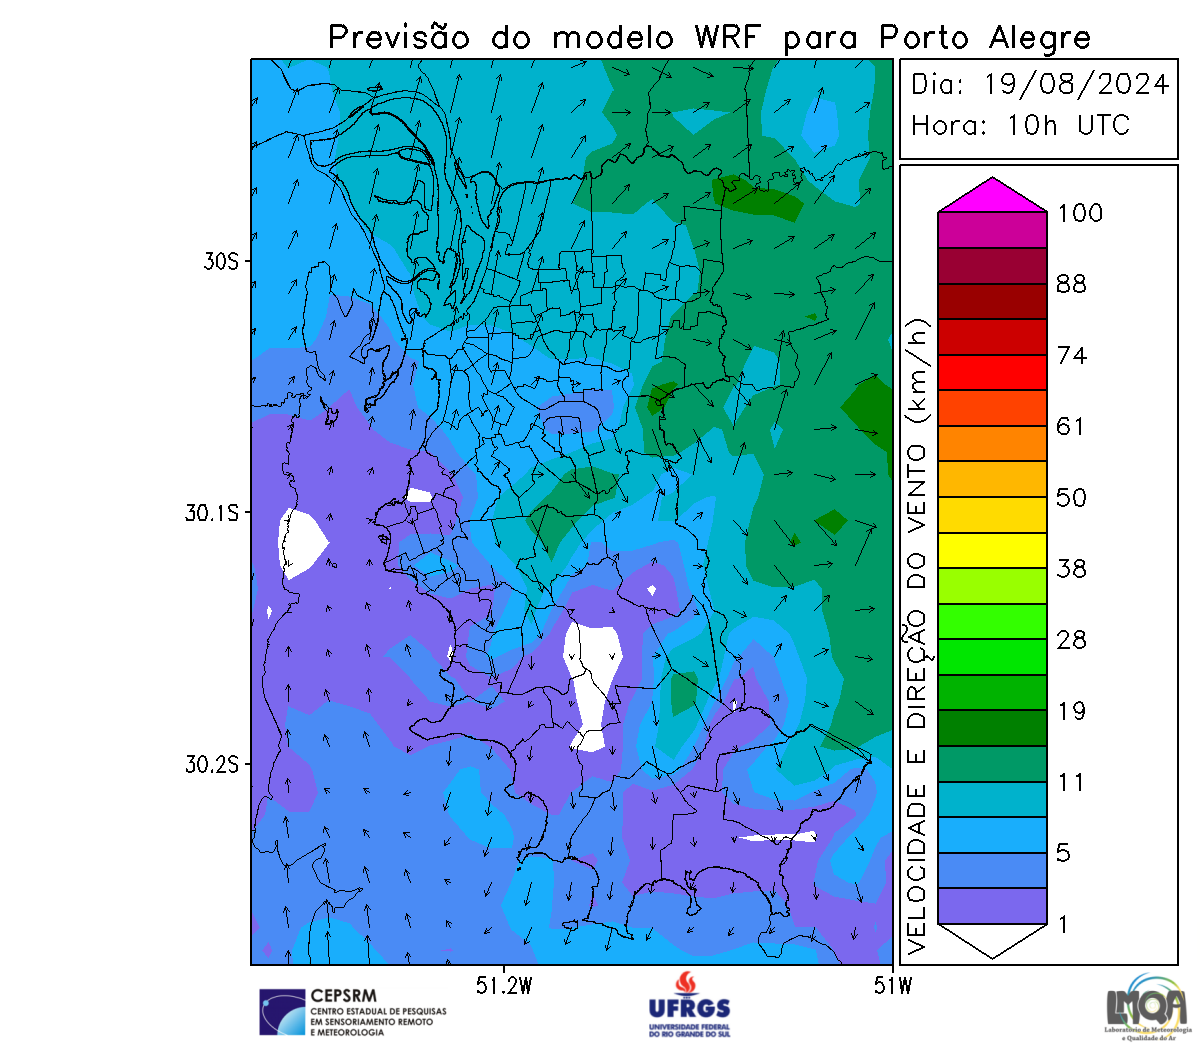 Previsão do modelo WRF para Porto Alegre
Dia: 19/08/2024
Hora: 10h UTC
30S
30.1S
30.2S
51.2W
51W
VELOCIDADE E DIREÇÃO DO VENTO (km/h)
100
88
74
61
50
38
28
19
11
5
1
CEPSRM
CENTRO ESTADUAL DE PESQUISAS
EM SENSORIAMENTO REMOTO
E METEOROLOGIA
UFRGS
UNIVERSIDADE FEDERAL
DO RIO GRANDE DO SUL
LMQA
Laboratório de Meteorologia
e Qualidade do Ar